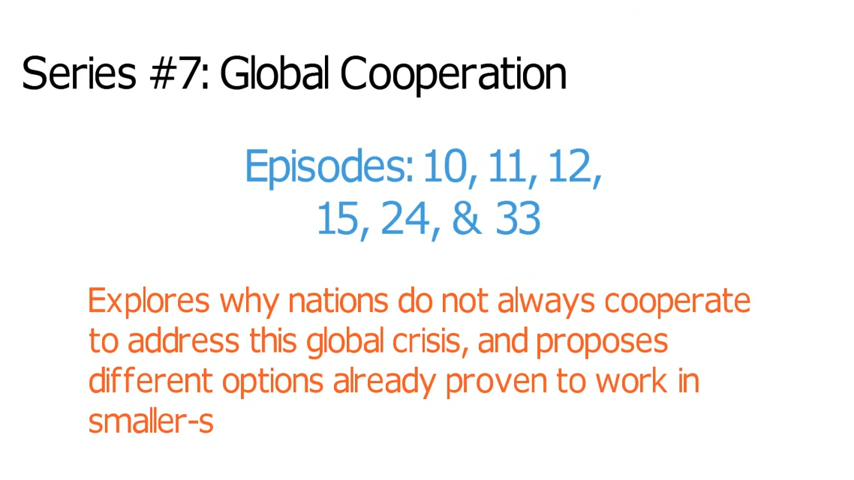 Series #7: Global Cooperation
Episodes: 10, 11, 12,
15, 24, & 33
Explores why nations do not always cooperate
to address this global crisis, and proposes
different options already proven to work in
smaller-s